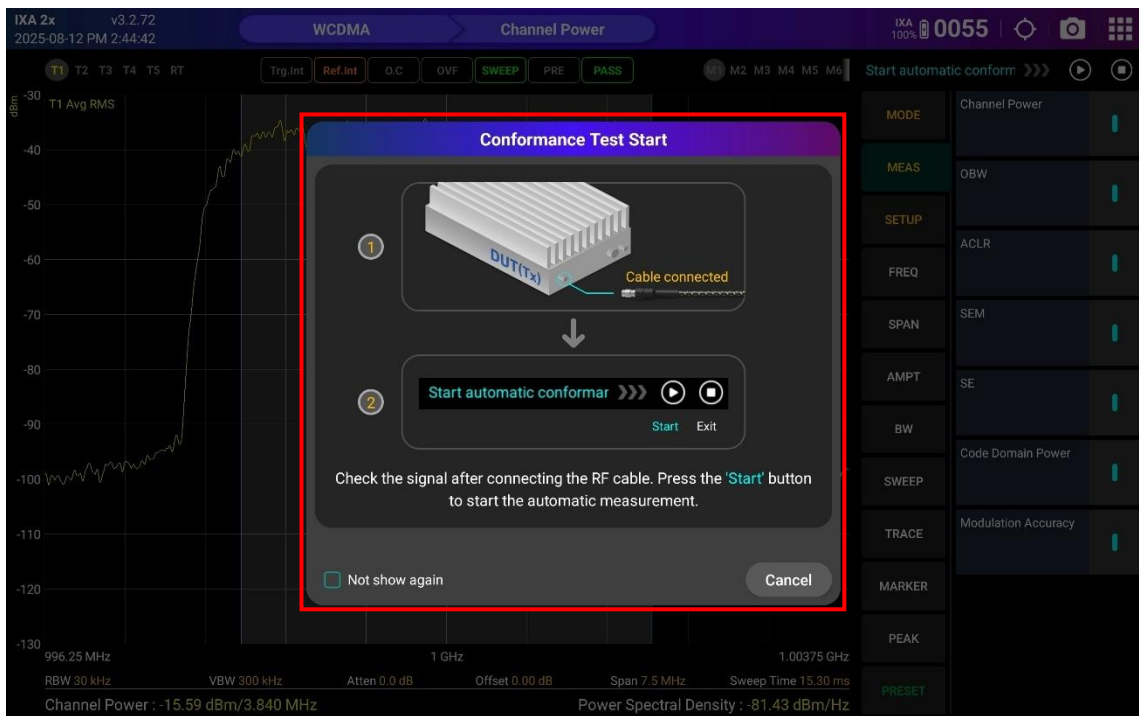 IXA 2x v3.2.72
2025-08-12 PM 2:44:42
WCDMA
Channel Power
IXA
100%
0055
T1 T2 T3 T4 T5 RT
Trg.Int Ref.Int O.C OVF SWEEP PRE PASS
M1 M2 M3 M4 M5 M6
Start automatic conform
dBm
-30
-40
-50
-60
-70
-80
-90
-100
-110
-120
-130
T1 Avg RMS
Conformance Test Start
1
DUT(Tx)
Cable connected
2
Start automatic conformar
Start Exit
Check the signal after connecting the RF cable. Press the 'Start' button
to start the automatic measurement.
Not show again
Cancel
MODE
MEAS
SETUP
FREQ
SPAN
AMPT
BW
SWEEP
TRACE
MARKER
PEAK
PRESET
Channel Power
OBW
ACLR
SEM
SE
Code Domain Power
Modulation Accuracy
996.25 MHz 1 GHz 1.00375 GHz
RBW 30 kHz VBW 300 kHz Atten 0.0 dB Offset 0.00 dB Span 7.5 MHz Sweep Time 15.30 ms
Channel Power : -15.59 dBm/3.840 MHz Power Spectral Density : -81.43 dBm/Hz